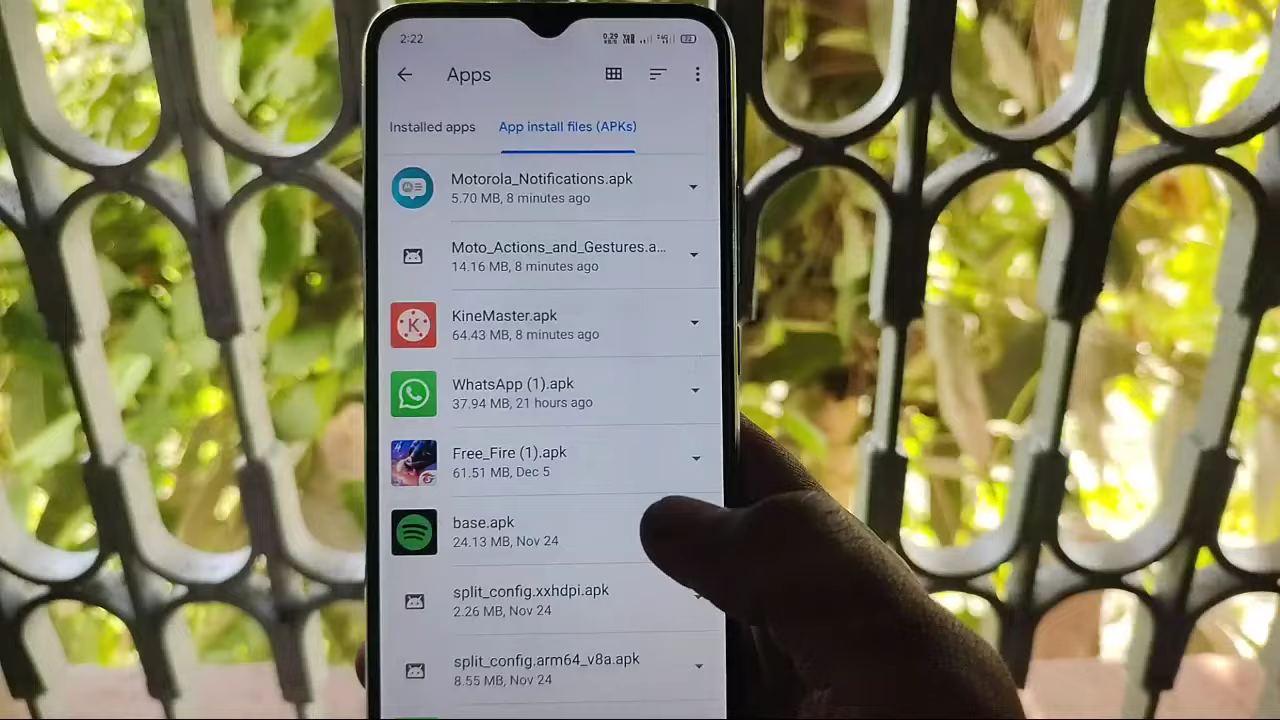 2:22
Apps
Installed apps
App install files (APKs)
Motorola_Notifications.apk
5.70 MB, 8 minutes ago
Moto_Actions_and_Gestures.a...
14.16 MB, 8 minutes ago
K
KineMaster.apk
64.43 MB, 8 minutes ago
WhatsApp (1).apk
37.94 MB, 21 hours ago
Free_Fire (1).apk
61.51 MB, Dec 5
base.apk
24.13 MB, Nov 24
split_config.xxhdpi.apk
2.26 MB, Nov 24
split_config.arm64_v8a.apk
8.55 MB, Nov 24